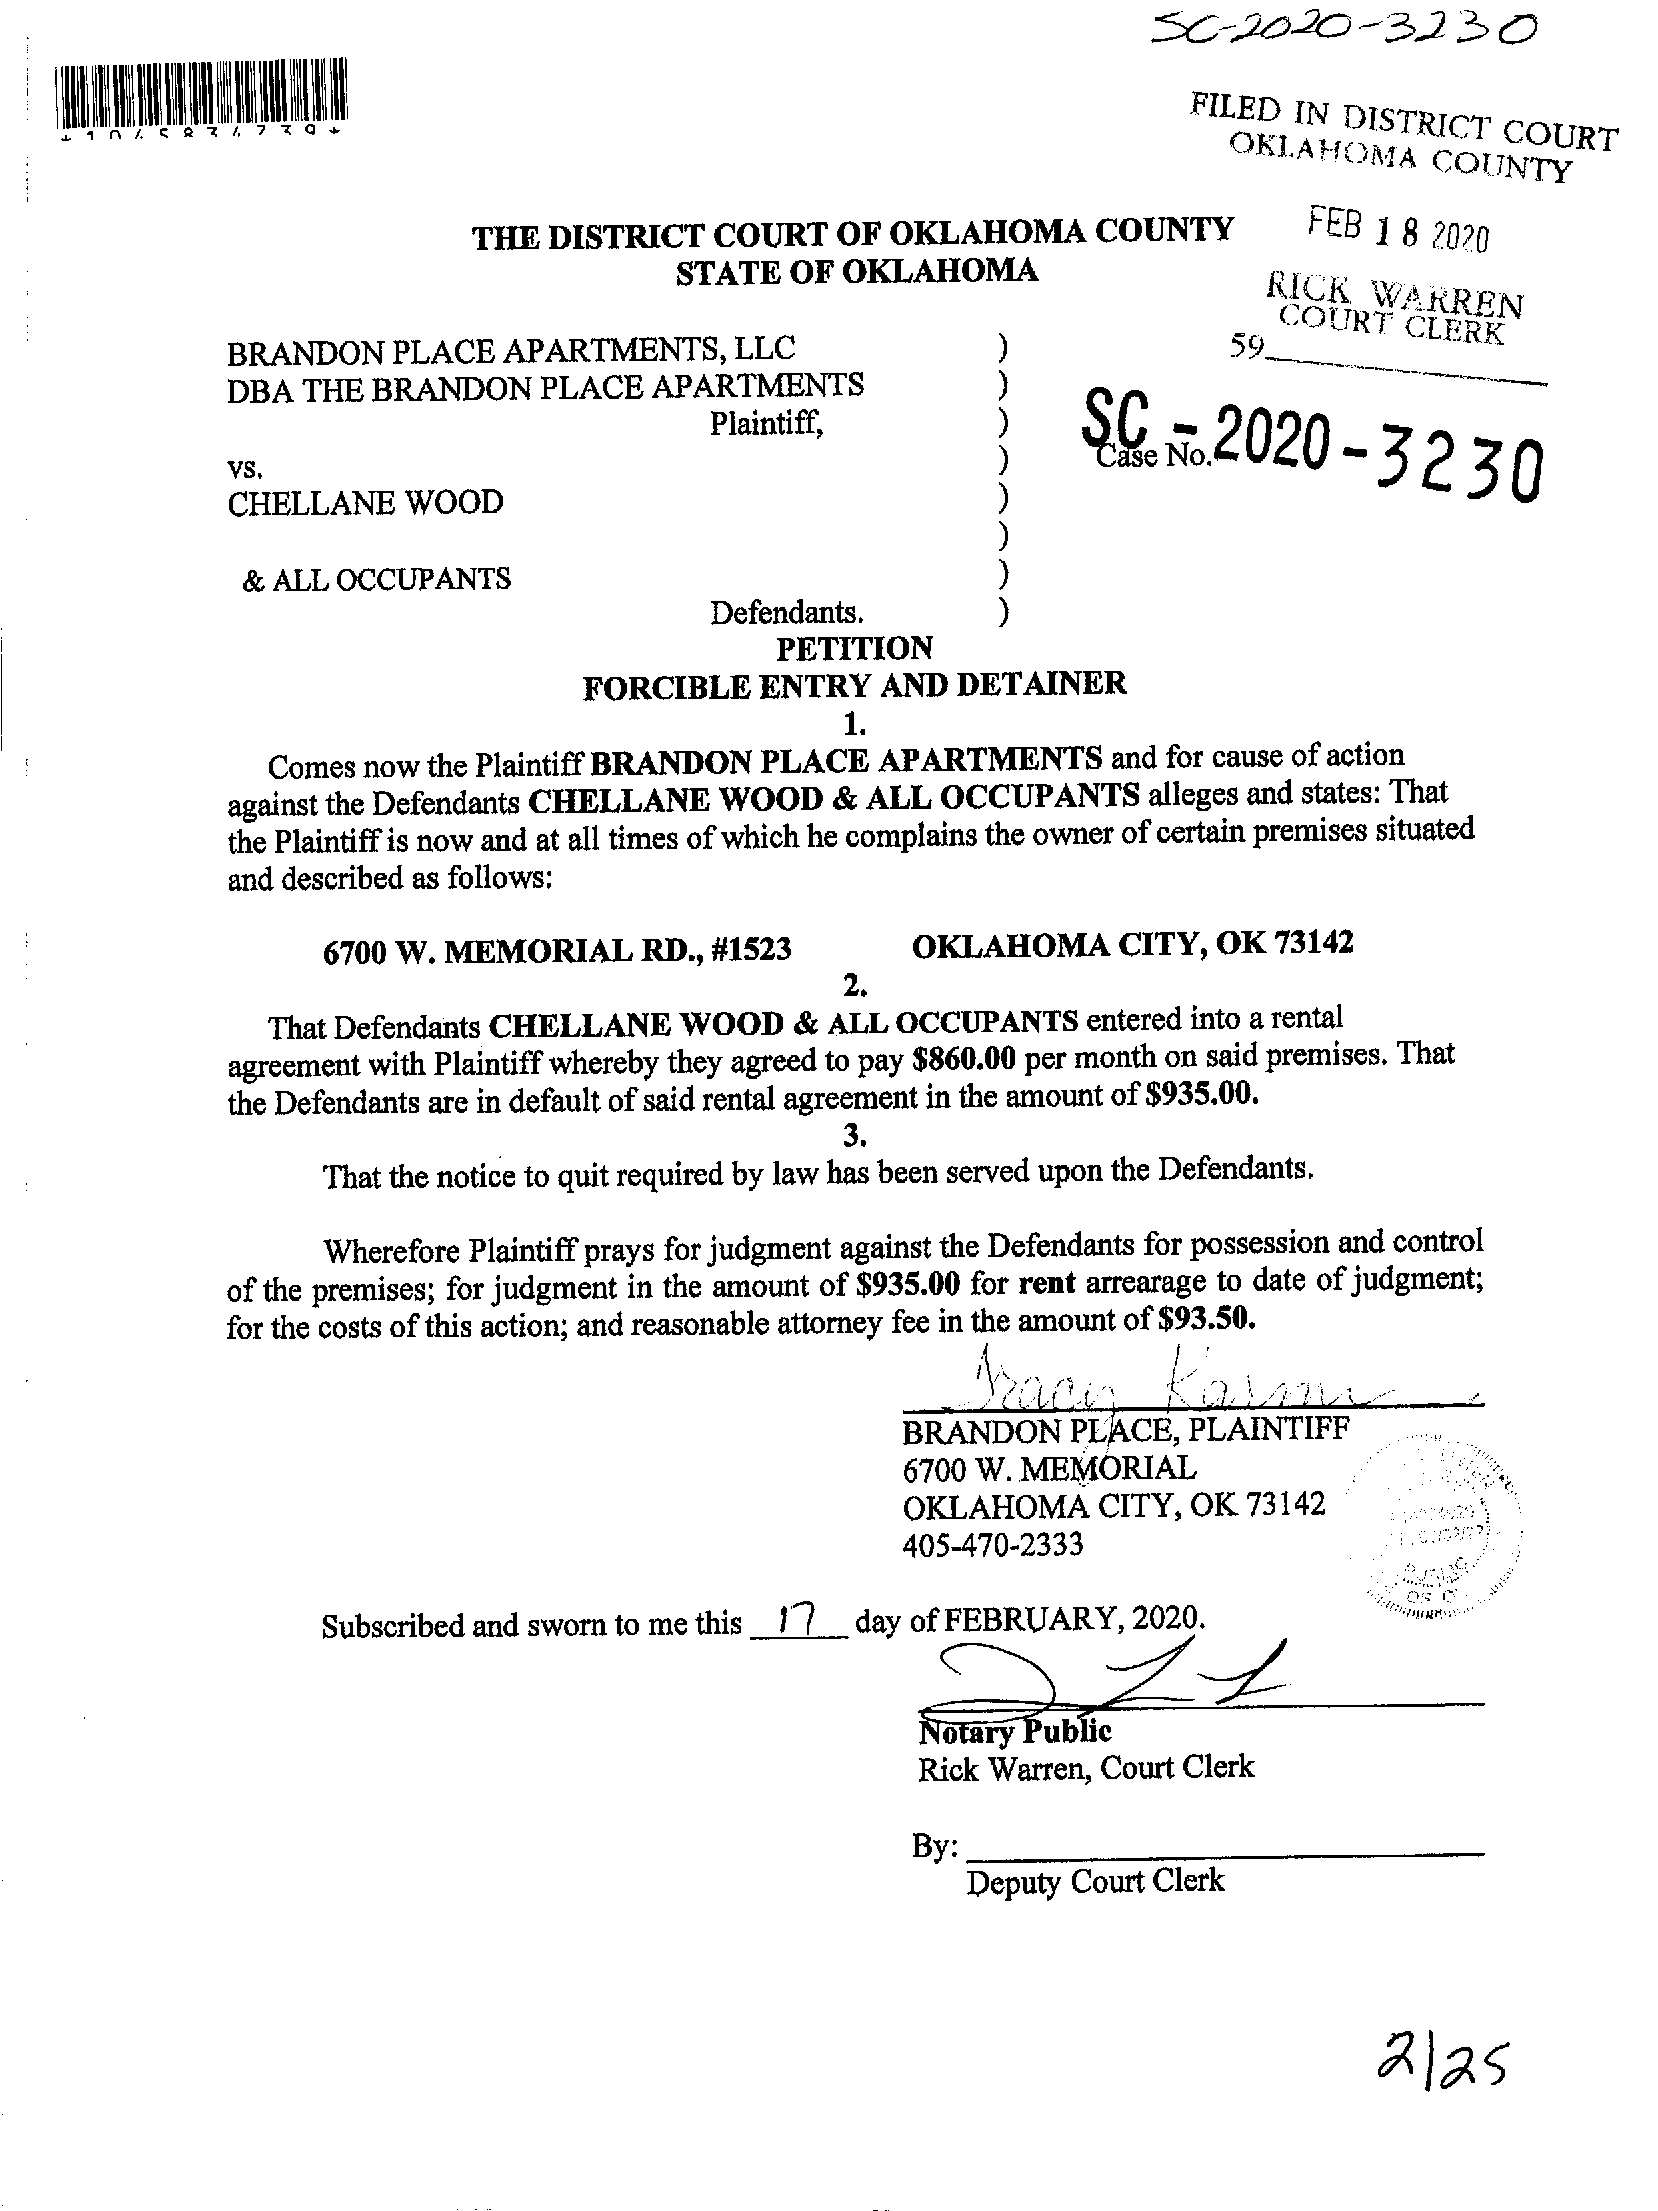 SC-2020-3230
FILED IN DISTRICT COURT
OKLAHOMA COUNTY
FEB 18 2020
RICK WARREN
COURT CLERK
59
THE DISTRICT COURT OF OKLAHOMA COUNTY
STATE OF OKLAHOMA
BRANDON PLACE APARTMENTS, LLC )
DBA THE BRANDON PLACE APARTMENTS )
Plaintiff, )
SC-2020-3230
Case No.
vs. )
CHELLANE WOOD )
)
& ALL OCCUPANTS )
Defendants. )
PETITION
FORCIBLE ENTRY AND DETAINER
1.
Comes now the Plaintiff BRANDON PLACE APARTMENTS and for cause of action
against the Defendants CHELLANE WOOD & ALL OCCUPANTS alleges and states: That
the Plaintiff is now and at all times of which he complains the owner of certain premises situated
and described as follows:
6700 W. MEMORIAL RD., #1523 OKLAHOMA CITY, OK 73142
2.
That Defendants CHELLANE WOOD & ALL OCCUPANTS entered into a rental
agreement with Plaintiff whereby they agreed to pay $860.00 per month on said premises. That
the Defendants are in default of said rental agreement in the amount of $935.00.
3.
That the notice to quit required by law has been served upon the Defendants.
Wherefore Plaintiff prays for judgment against the Defendants for possession and control
of the premises; for judgment in the amount of $935.00 for rent arrearage to date of judgment;
for the costs of this action; and reasonable attorney fee in the amount of $93.50.
Tracy
BRANDON PLACE, PLAINTIFF
6700 W. MEMORIAL
OKLAHOMA CITY, OK 73142
405-470-2333
Subscribed and sworn to me this 17 day of FEBRUARY, 2020.
Notary Public
Rick Warren, Court Clerk
By:
Deputy Court Clerk
2/25